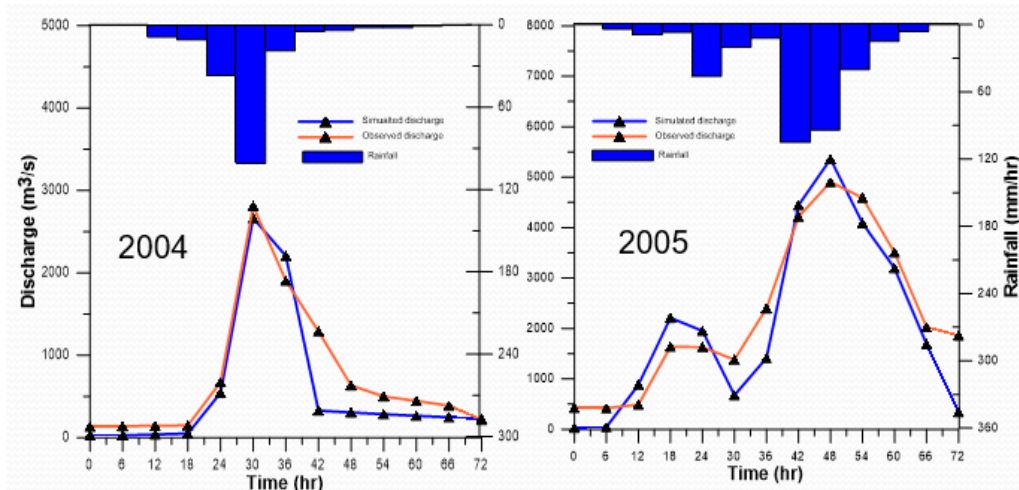 5000
4000
3000
2000
1000
0
Discharge (m3/s)
0
60
120
180
240
300
Simualted discharge
Observed discharge
Rainfall
2004
0 6 12 18 24 30 36 42 48 54 60 66 72
Time (hr)
8000
7000
6000
5000
4000
3000
2000
1000
0
0
60
120
180
240
300
360
Rainfall (mm/hr)
Simulated discharge
Observed discharge
Rainfall
2005
0 6 12 18 24 30 36 42 48 54 60 66 72
Time (hr)